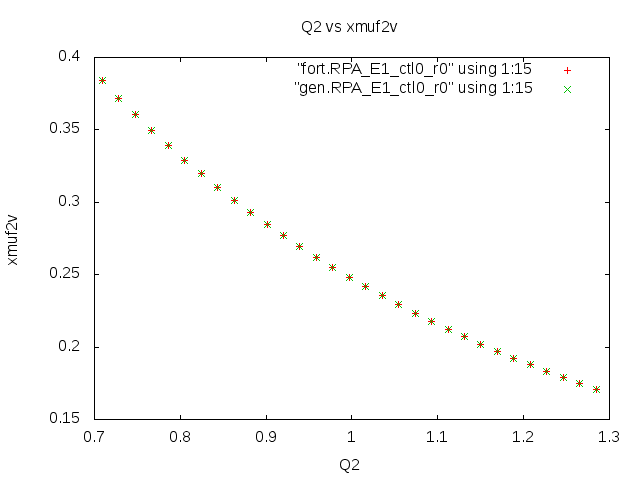 Q2 vs xmuf2v
"fort.RPA_E1_ctl0_r0" using 1:15
"gen.RPA_E1_ctl0_r0" using 1:15
0.4
0.35
0.3
0.25
0.2
0.15
xmuf2v
0.7 0.8 0.9 1 1.1 1.2 1.3
Q2